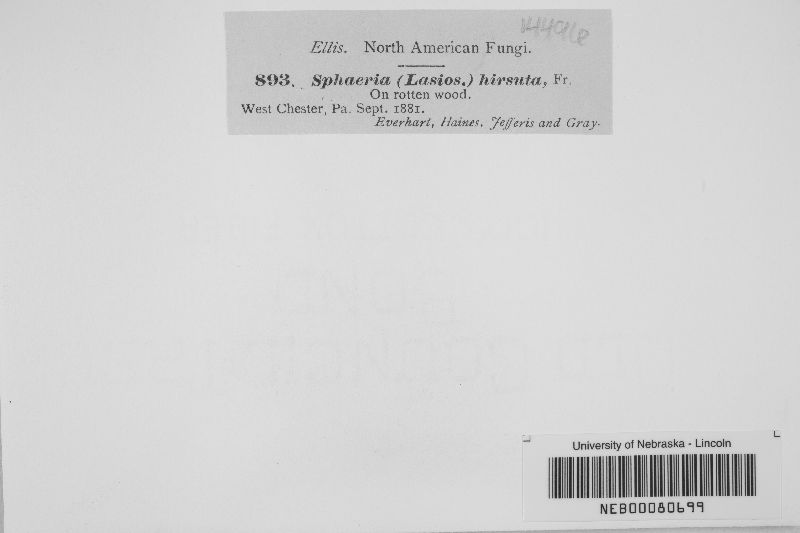 Ellis. North American Fungi.
893. Sphaeria (Lasios.) hirsuta, Fr.
On rotten wood.
West Chester, Pa. Sept. 1881.
Everhart, Haines, Jefferis and Gray.
University of Nebraska - Lincoln
NEB00080699